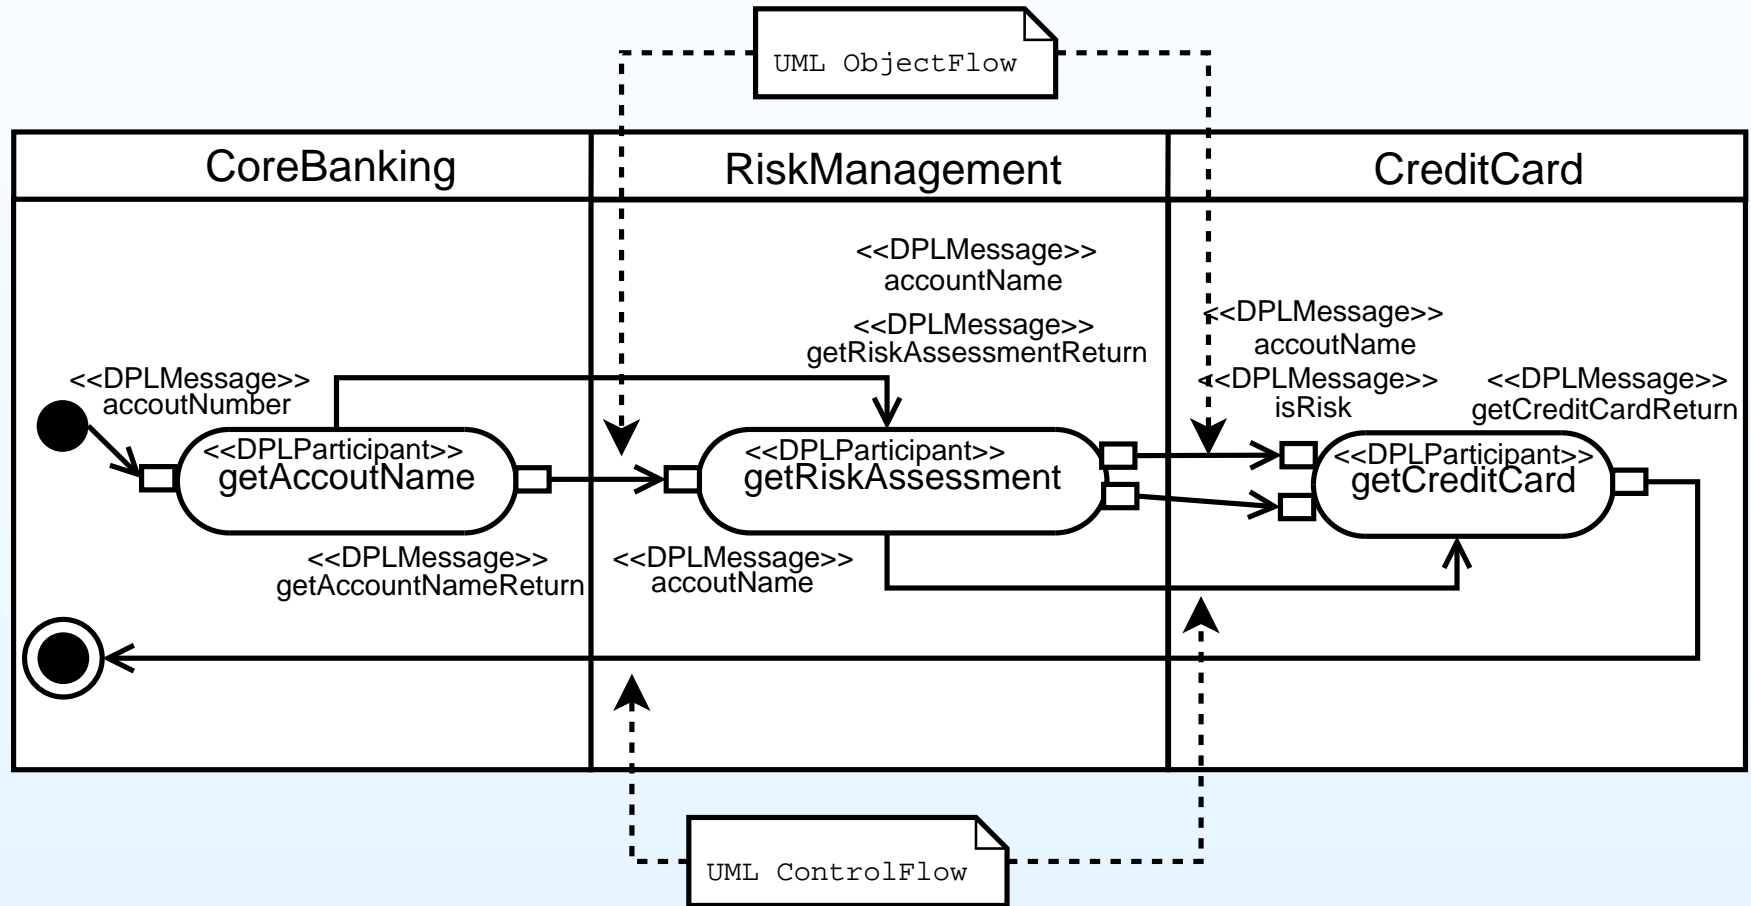 UML ObjectFlow
CoreBanking
RiskManagement
CreditCard
<<DPLMessage>>
accountName
<<DPLMessage>>
getRiskAssessmentReturn
<<DPLMessage>>
accoutName
<<DPLMessage>>
isRisk
<<DPLMessage>>
getCreditCardReturn
<<DPLMessage>>
accoutNumber
<<DPLParticipant>>
getAccoutName
<<DPLParticipant>>
getRiskAssessment
<<DPLParticipant>>
getCreditCard
<<DPLMessage>>
getAccountNameReturn
<<DPLMessage>>
accoutName
UML ControlFlow